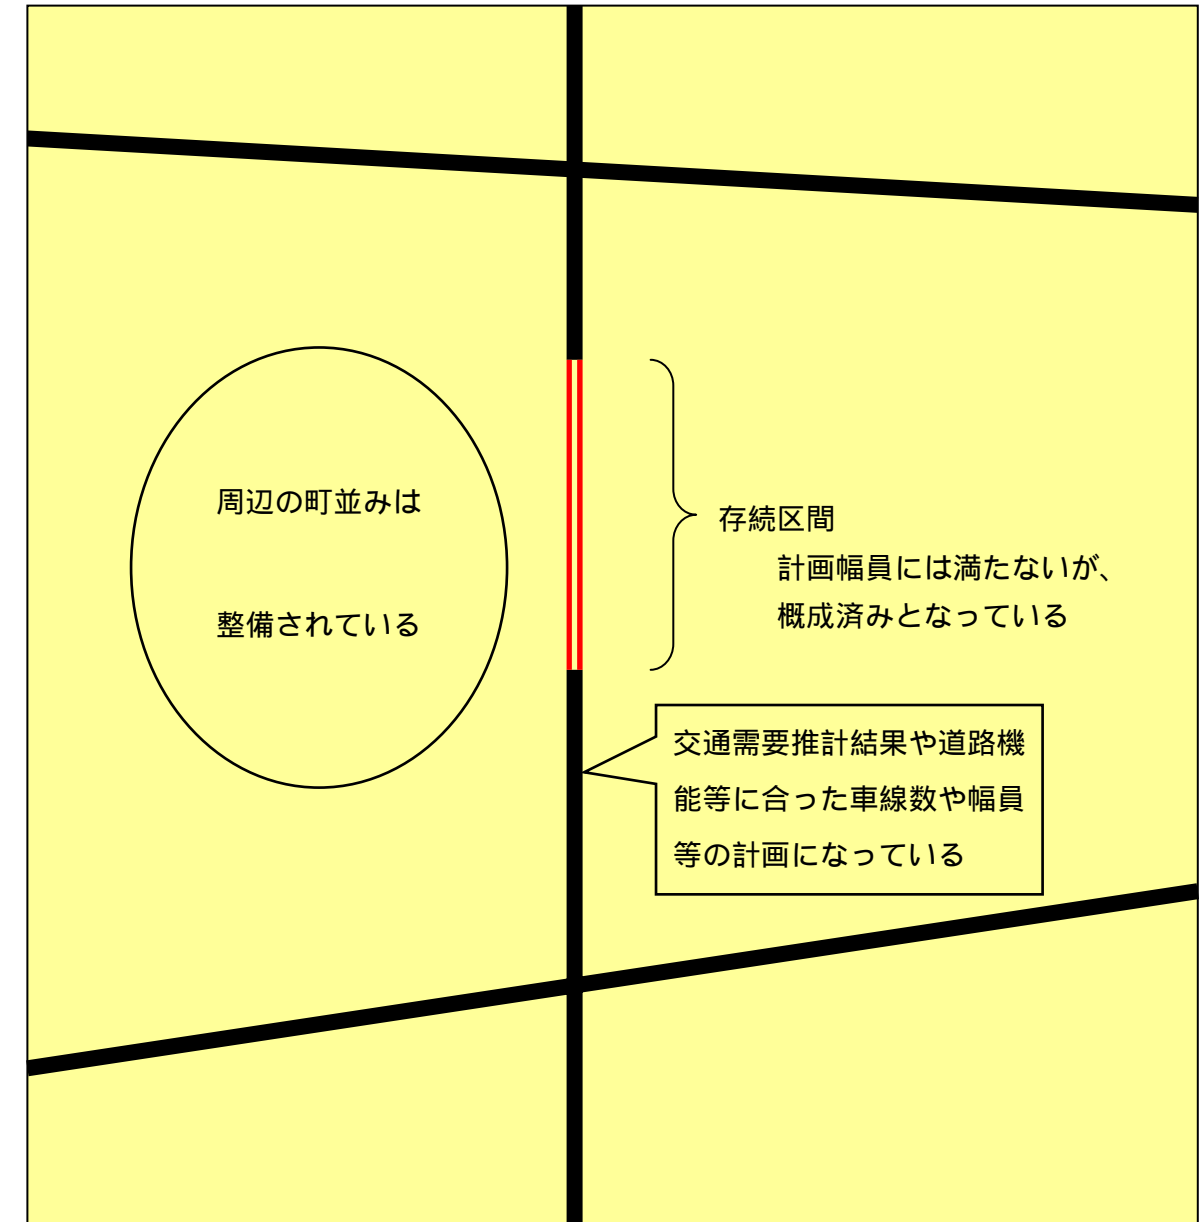 周辺の町並みは
整備されている
存続区間
計画幅員には満たないが、
概成済みとなっている
交通需要推計結果や道路機
能等に合った車線数や幅員
等の計画になっている